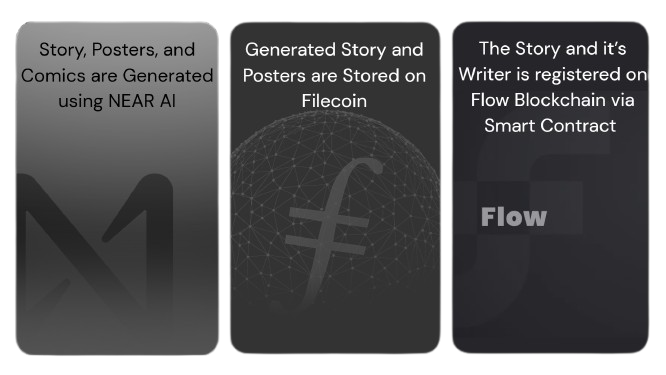 Story, Posters, and
Comics are Generated
using NEAR AI
Generated Story and
Posters are Stored on
Filecoin
The Story and it's
Writer is registered on
Flow Blockchain via
Smart Contract
Flow